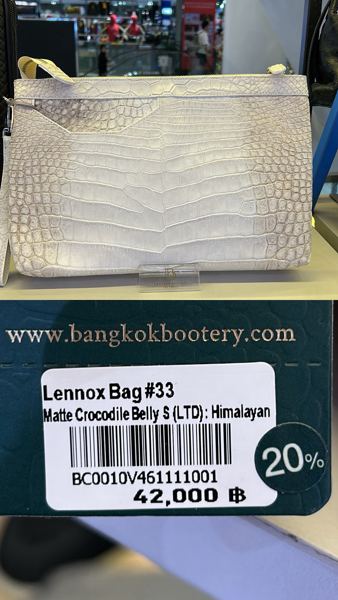 www.bangkokbootery.com
Lennox Bag #33
Matte Crocodile Belly S (LTD): Himalayan
BC0010V461111001
20%
42,000 ฿